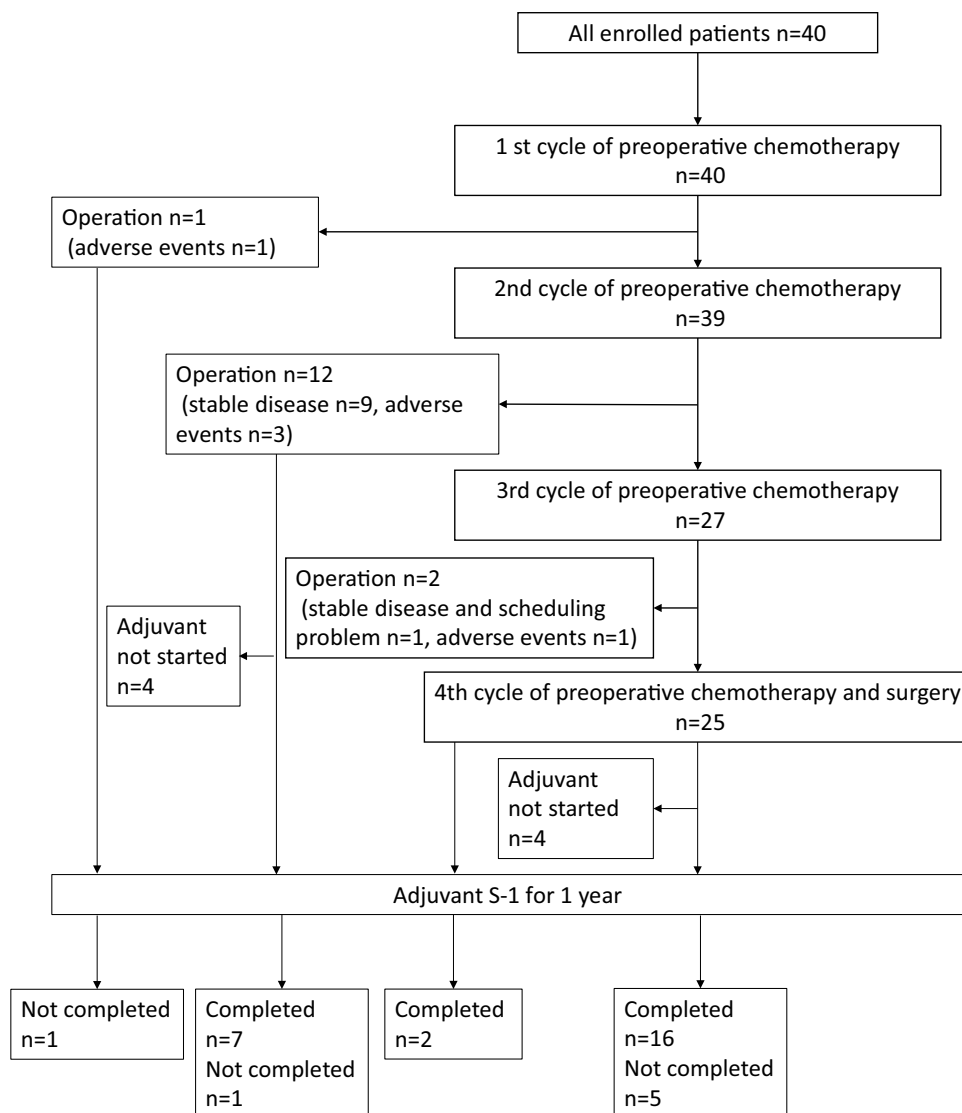 All enrolled patients n=40
1 st cycle of preoperative chemotherapy
n=40
Operation n=1
(adverse events n=1)
2nd cycle of preoperative chemotherapy
n=39
Operation n=12
(stable disease n=9, adverse
events n=3)
3rd cycle of preoperative chemotherapy
n=27
Operation n=2
(stable disease and scheduling
problem n=1, adverse events n=1)
Adjuvant
not started
n=4
4th cycle of preoperative chemotherapy and surgery
n=25
Adjuvant
not started
n=4
Adjuvant S-1 for 1 year
Not completed
n=1
Completed
n=7
Not completed
n=1
Completed
n=2
Completed
n=16
Not completed
n=5